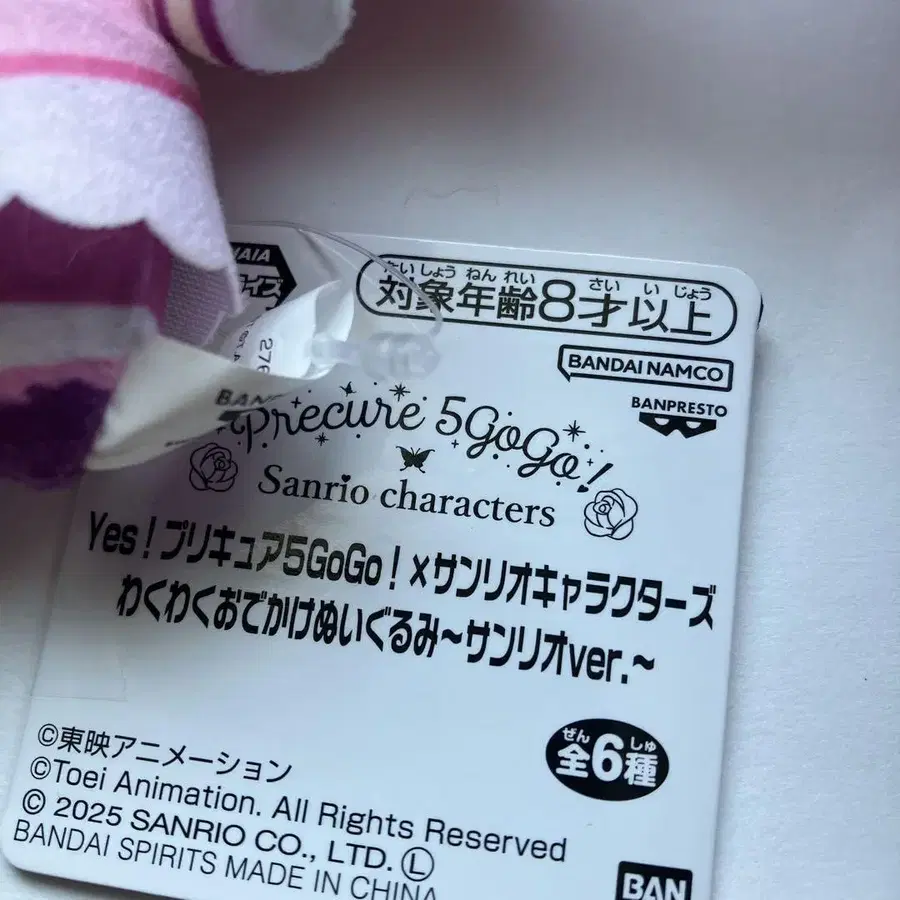 たいしょう ねん れい さい い じょう
対象年齢8才以上
イズ
276
BANDAI NAMCO
BANPRESTO
BAN
Precure 5GoGo!
Sanrio characters
Yes!プリキュア5GoGo!×サンリオキャラクターズ
わくわくおでかけぬいぐるみ~サンリオver.~
ぜん しゅ
全6種
©東映アニメーション
©Toei Animation. All Rights Reserved
© 2025 SANRIO CO., LTD. Ⓛ
BANDAI SPIRITS MADE IN CHINA
BAN